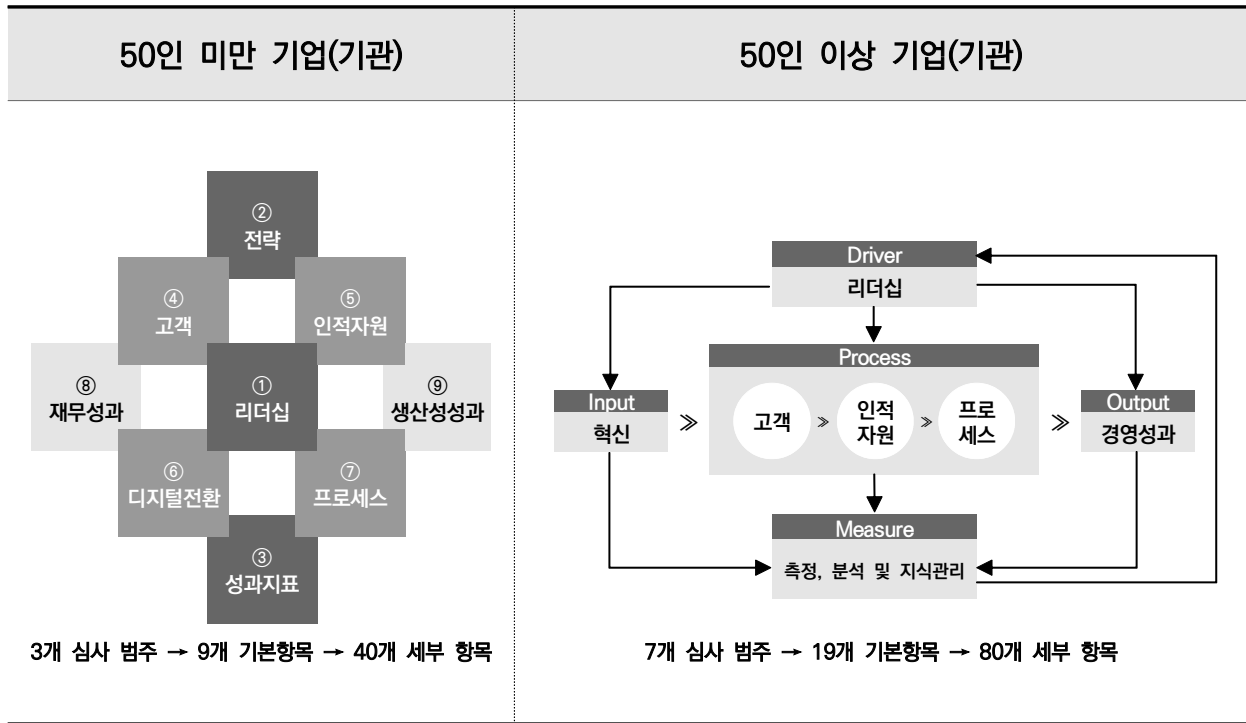 50인 미만 기업(기관)
②
전략
④
고객
⑤
인적자원
⑧
재무성과
①
리더십
⑨
생산성성과
⑥
디지털전환
⑦
프로세스
③
성과지표
3개 심사 범주 → 9개 기본항목 → 40개 세부 항목
50인 이상 기업(기관)
Driver
리더십
Process
Input
혁신
≫
고객
≫
인적
자원
≫
프로
세스
≫
Output
경영성과
Measure
측정, 분석 및 지식관리
7개 심사 범주 → 19개 기본항목 → 80개 세부 항목